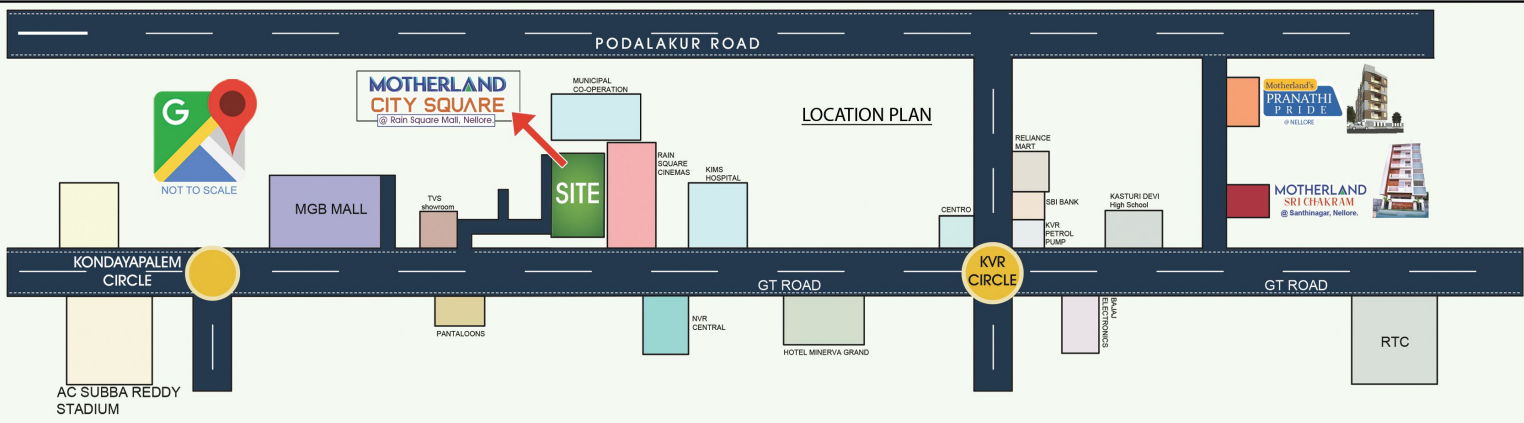 PODALAKUR ROAD
G
NOT TO SCALE
MOTHERLAND
CITY SQUARE
@ Rain Square Mall, Nellore.
MUNICIPAL
CO-OPERATION
LOCATION PLAN
Motherland's
PRANATHI
PRIDE
@ NELLORE
MGB MALL
TVS
showroom
SITE
RAIN
SQUARE
CINEMAS
KIMS
HOSPITAL
CENTRO
RELIANCE
MART
SBI BANK
KVR
PETROL
PUMP
KASTURI DEVI
High School
MOTHERLAND
SRI CHAKRAM
@ Santhinagar, Nellore.
KONDAYAPALEM
CIRCLE
GT ROAD
KVR
CIRCLE
GT ROAD
AC SUBBA REDDY
STADIUM
PANTALOONS
NVR
CENTRAL
HOTEL MINERVA GRAND
BAJAJ
ELECTRONICS
RTC